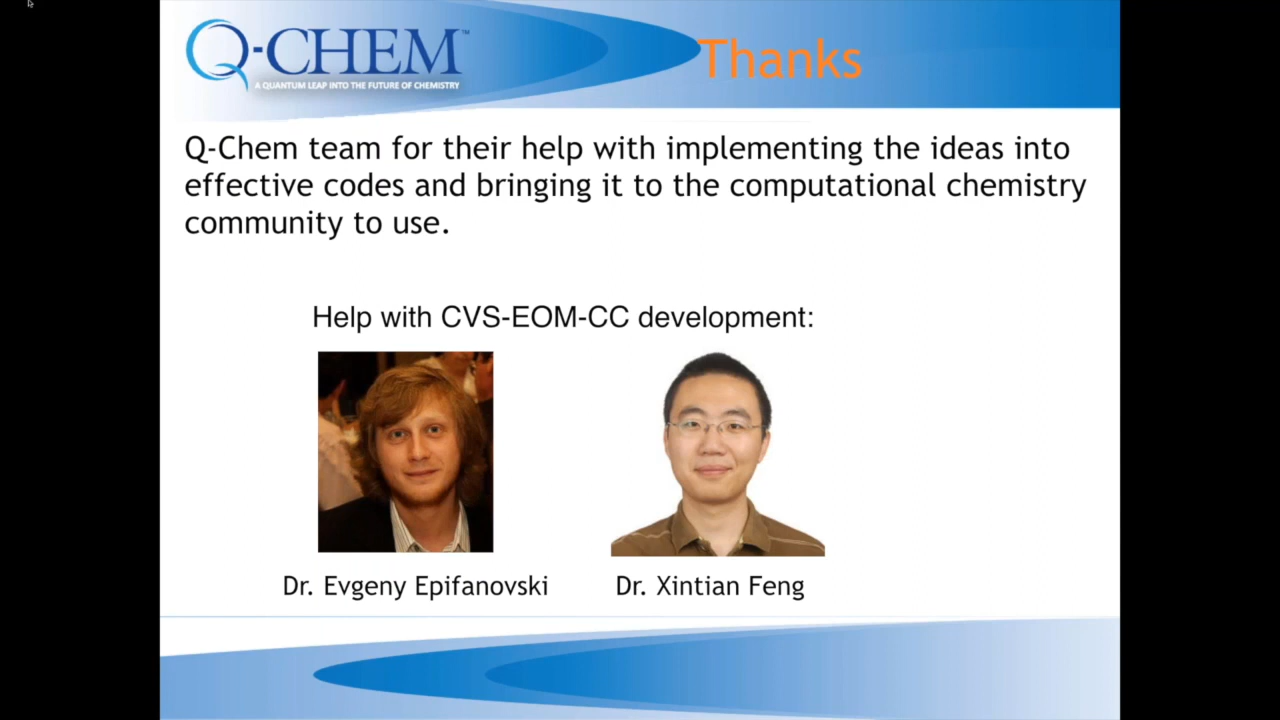 Q-CHEM™
A QUANTUM LEAP INTO THE FUTURE OF CHEMISTRY
Thanks
Q-Chem team for their help with implementing the ideas into
effective codes and bringing it to the computational chemistry
community to use.
Help with CVS-EOM-CC development:
Dr. Evgeny Epifanovski
Dr. Xintian Feng